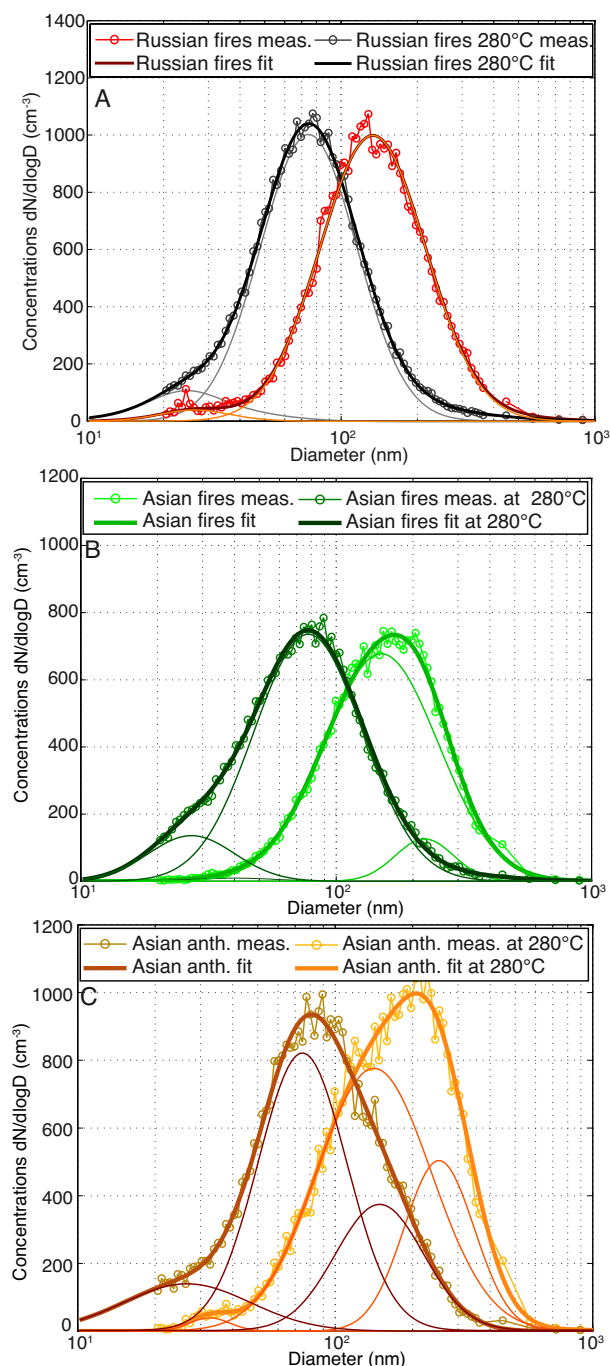 1400
Russian fires meas. Russian fires 280°C meas.
Russian fires fit Russian fires 280°C fit
1200
A
1000
800
600
400
200
0
Concentrations dN/dlogD (cm⁻³)
10¹ 10² 10³
Diameter (nm)
1200
Asian fires meas. Asian fires meas. at 280°C
Asian fires fit Asian fires fit at 280°C
B
1000
800
600
400
200
0
Concentrations dN/dlogD (cm⁻³)
10¹ 10² 10³
Diameter (nm)
1200
Asian anth. meas. Asian anth. meas. at 280°C
Asian anth. fit Asian anth. fit at 280°C
C
1000
800
600
400
200
0
Concentrations dN/dlogD (cm⁻³)
10¹ 10² 10³
Diameter (nm)